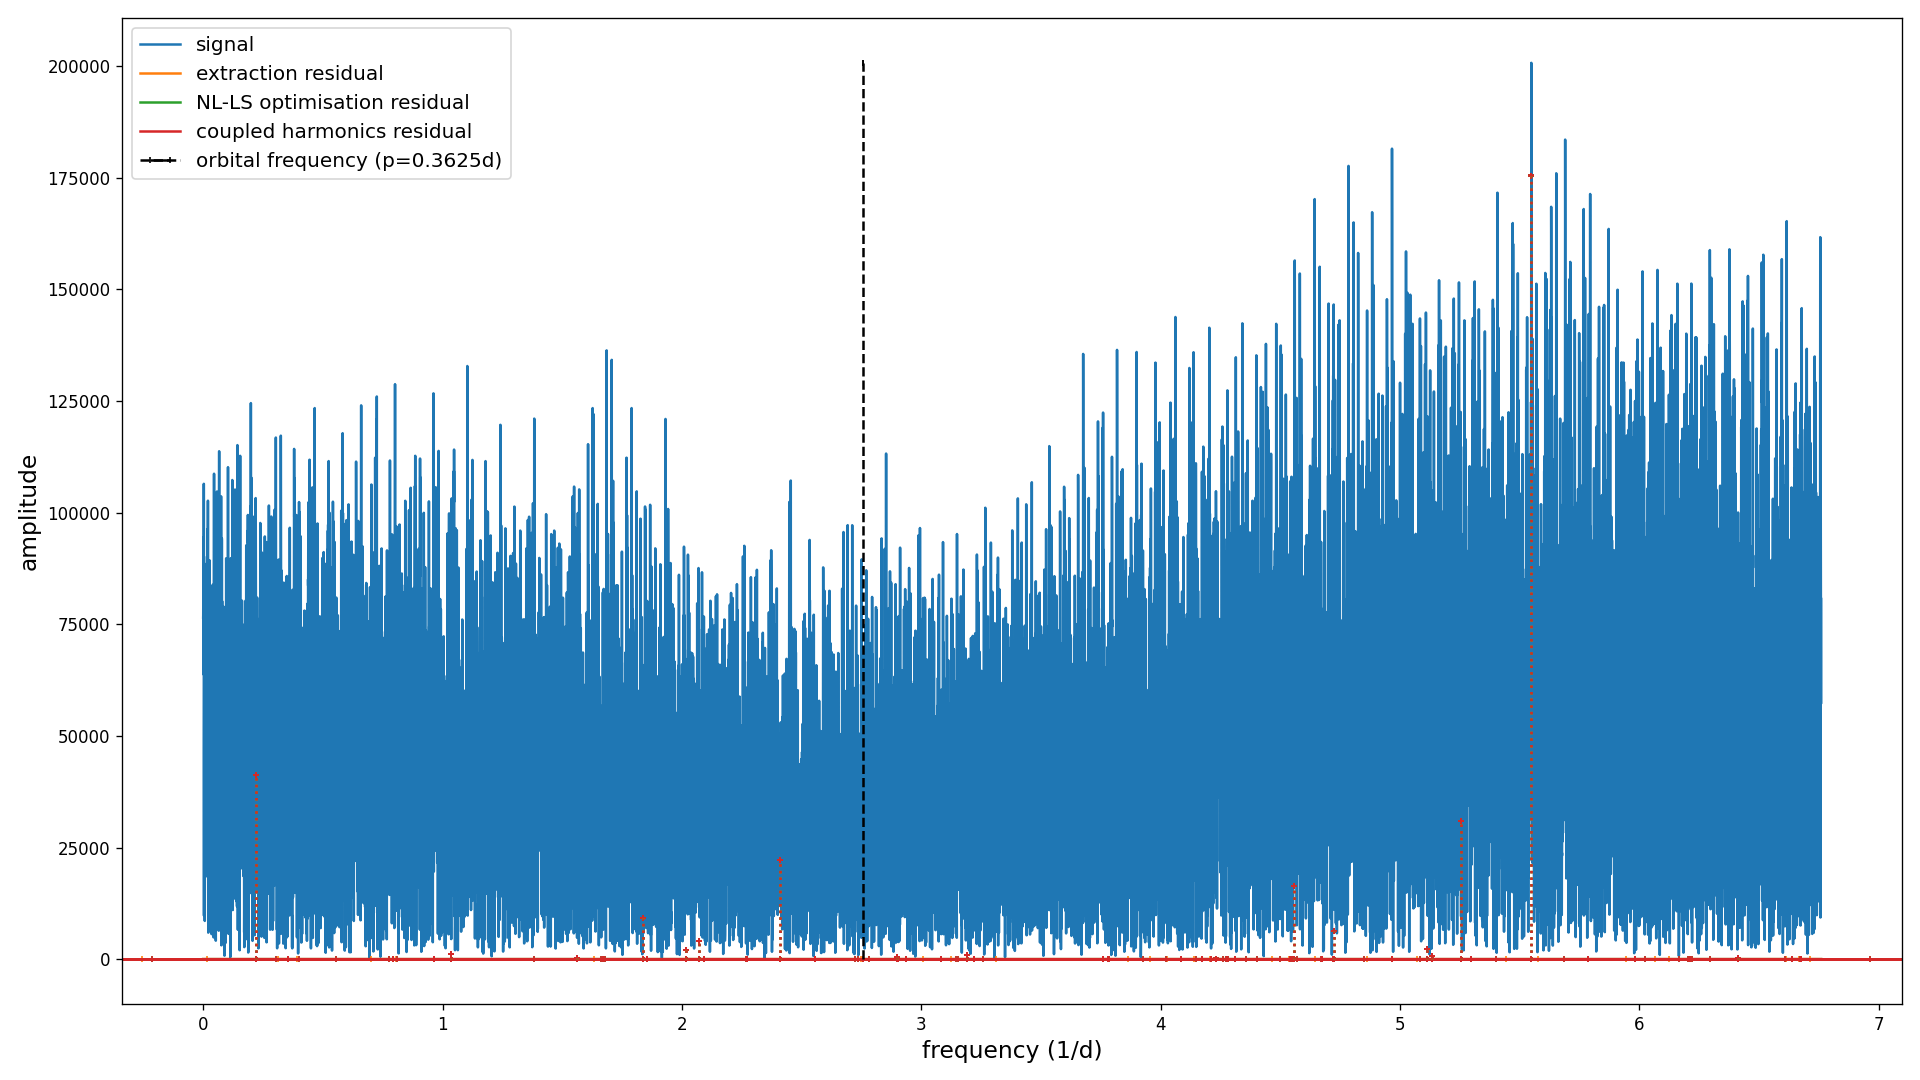 signal
extraction residual
NL-LS optimisation residual
coupled harmonics residual
orbital frequency (p=0.3625d)
200000
175000
150000
125000
100000
75000
50000
25000
0
amplitude
0 1 2 3 4 5 6 7
frequency (1/d)